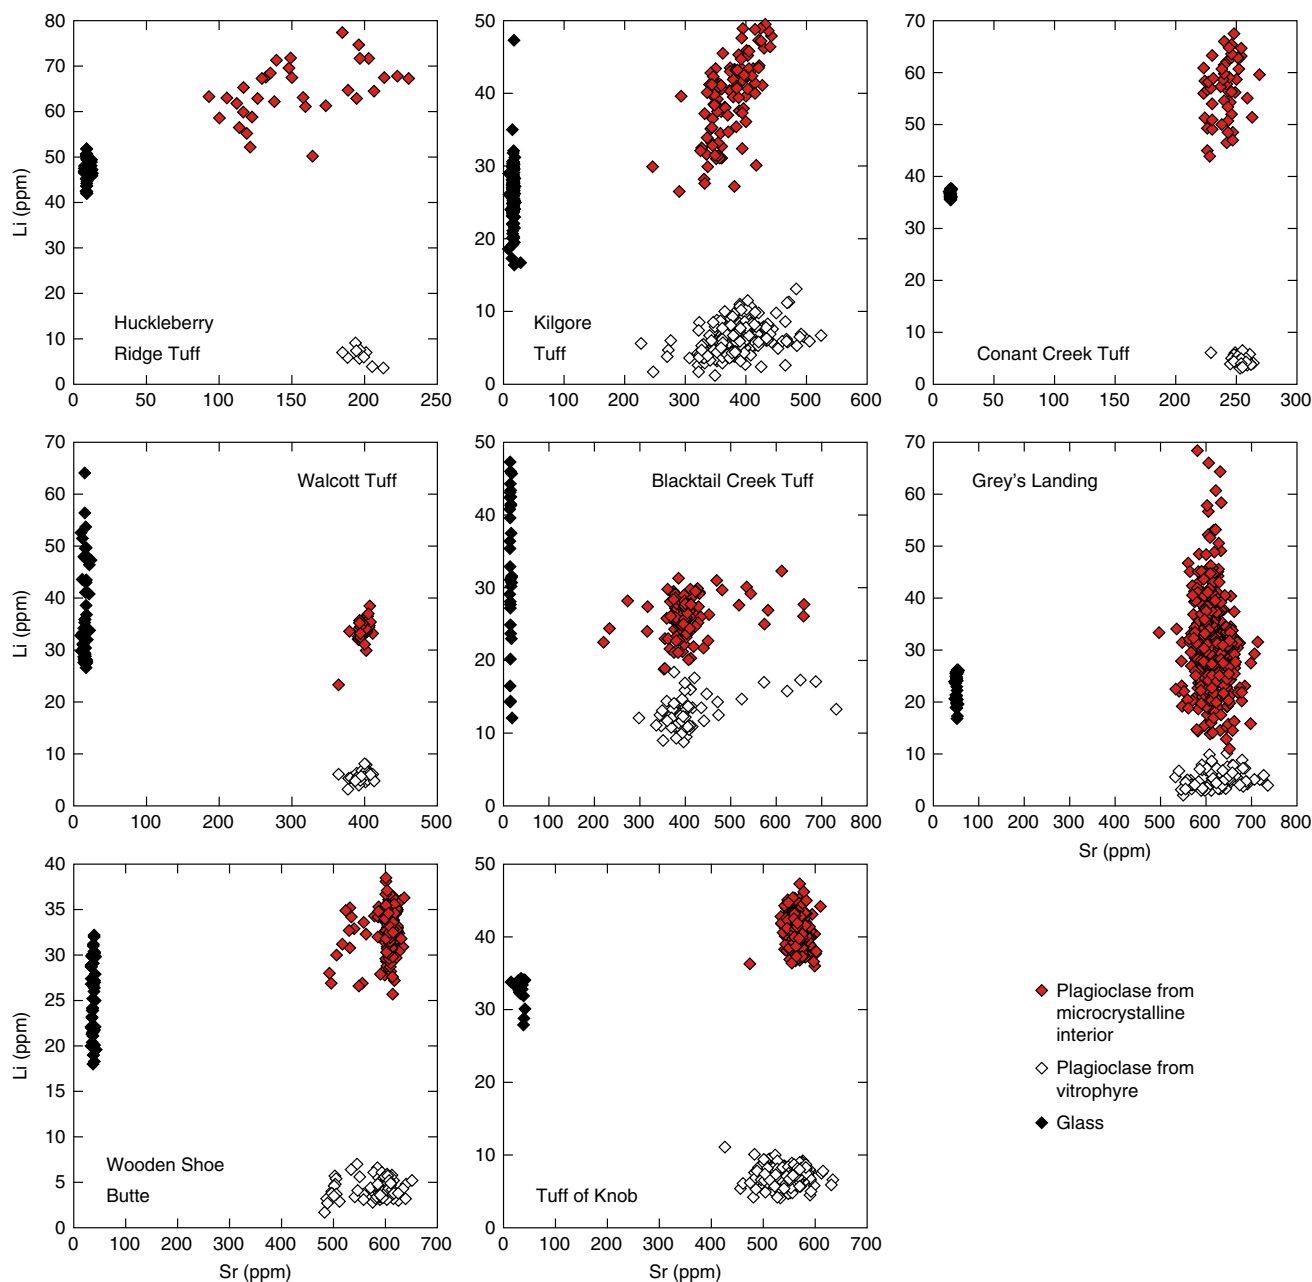 80
70
60
50
40
30
20
10
0
Li (ppm)
Huckleberry
Ridge Tuff
0 50 100 150 200 250
50
40
30
20
10
0
Kilgore
Tuff
0 100 200 300 400 500 600
70
60
50
40
30
20
10
0
Conant Creek Tuff
0 50 100 150 200 250 300
70
60
50
40
30
20
10
0
Li (ppm)
Walcott Tuff
0 100 200 300 400 500
50
40
30
20
10
0
Blacktail Creek Tuff
0 100 200 300 400 500 600 700 800
70
60
50
40
30
20
10
0
Grey's Landing
0 100 200 300 400 500 600 700 800
Sr (ppm)
40
35
30
25
20
15
10
5
0
Li (ppm)
Wooden Shoe
Butte
0 100 200 300 400 500 600 700
Sr (ppm)
50
40
30
20
10
0
Tuff of Knob
0 100 200 300 400 500 600 700
Sr (ppm)
Plagioclase from
microcrystalline
interior
Plagioclase from
vitrophyre
Glass